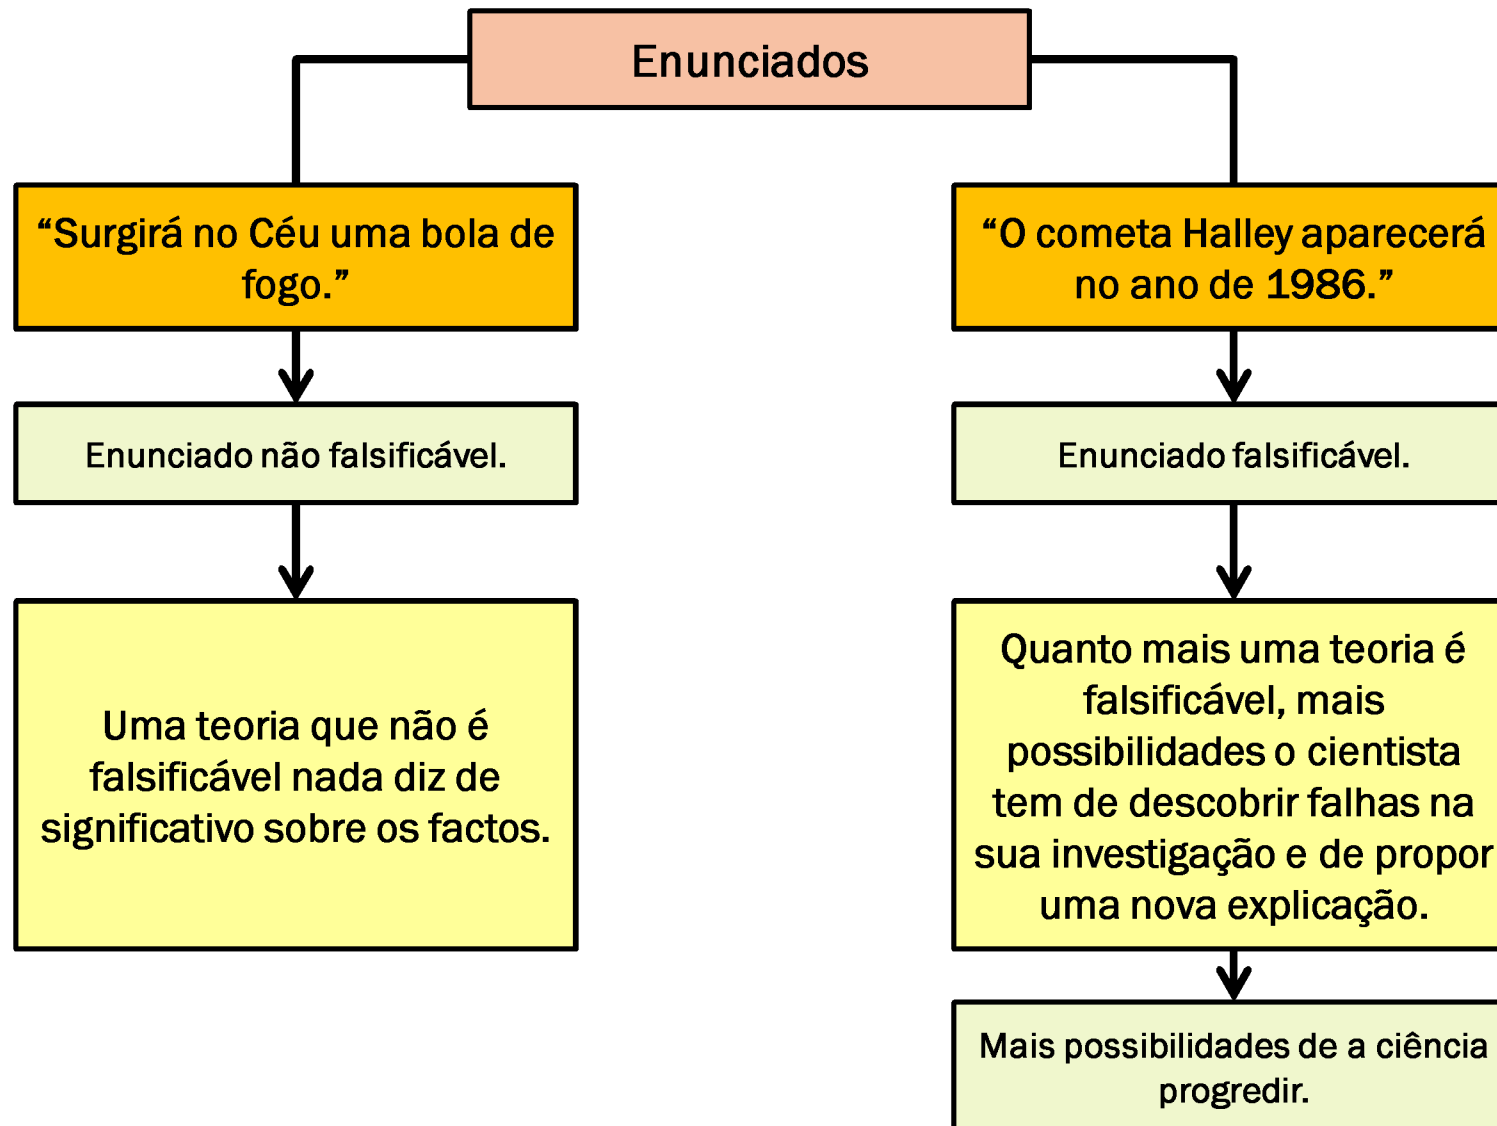 Enunciados
“Surgirá no Céu uma bola de
fogo.”
Enunciado não falsificável.
Uma teoria que não é
falsificável nada diz de
significativo sobre os factos.
“O cometa Halley aparecerá
no ano de 1986.”
Enunciado falsificável.
Quanto mais uma teoria é
falsificável, mais
possibilidades o cientista
tem de descobrir falhas na
sua investigação e de propor
uma nova explicação.
Mais possibilidades de a ciência
progredir.